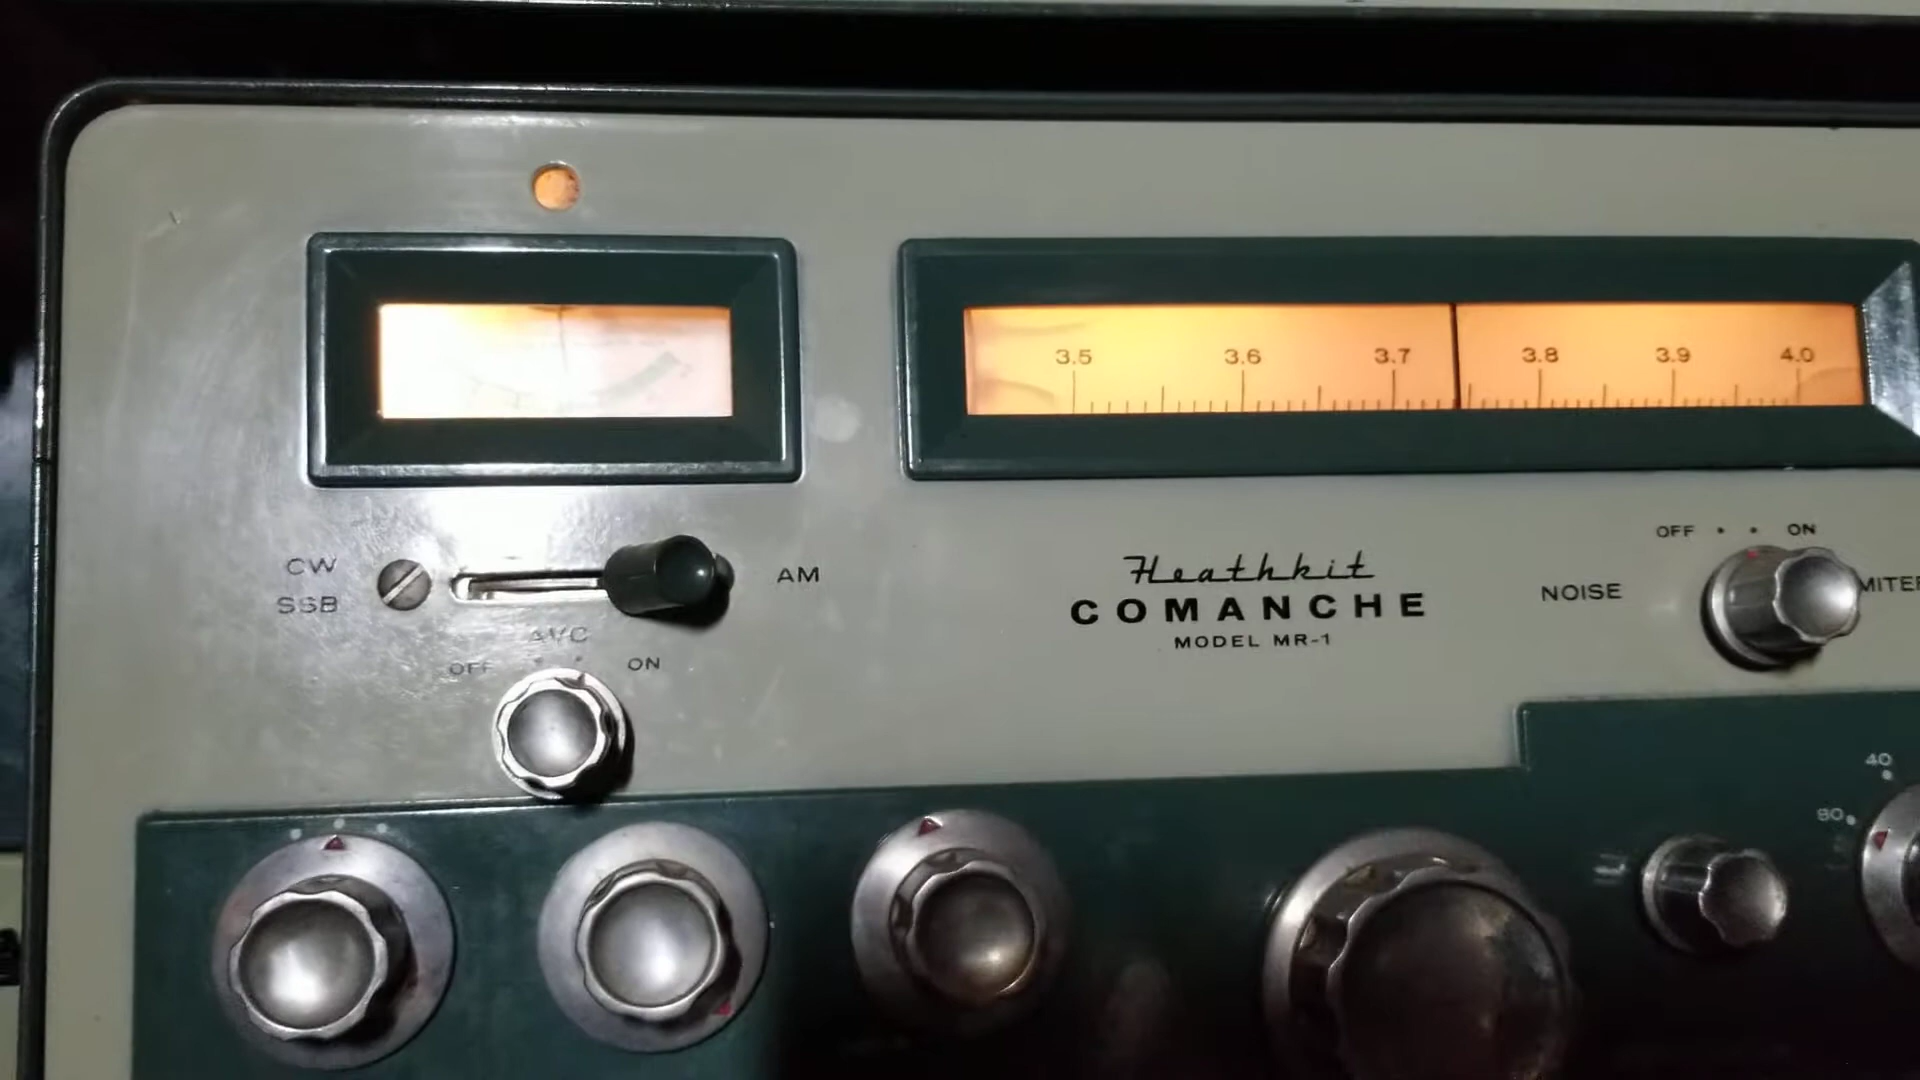 3.5 3.6 3.7 3.8 3.9 4.0
OFF ON
CW
SSB
AM
Heathkit
COMANCHE
MODEL MR-1
NOISE
AVC
OFF ON
40
80